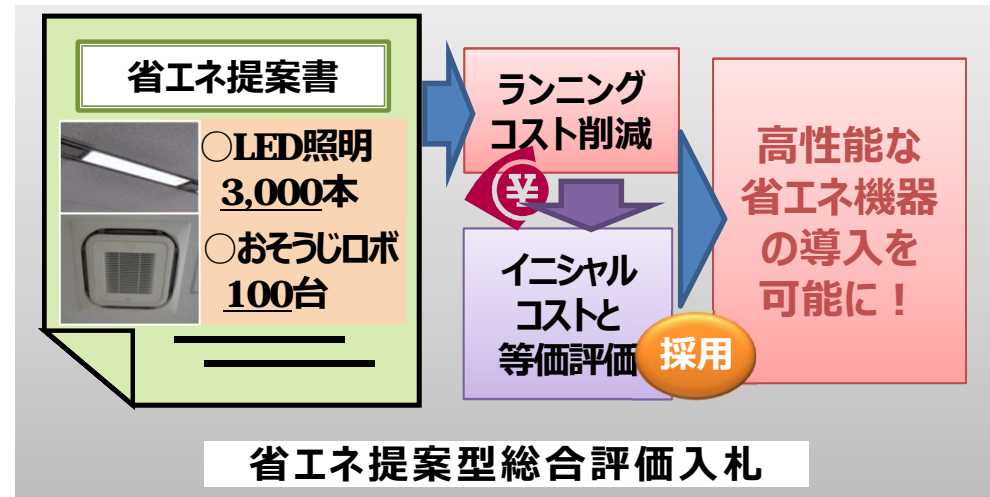 省エネ提案書
○LED照明
3,000本
○おそうじロボ
100台
ランニング
コスト削減
¥
イニシャル
コストと
等価評価
採用
高性能な
省エネ機器
の導入を
可能に！
省エネ提案型総合評価入札